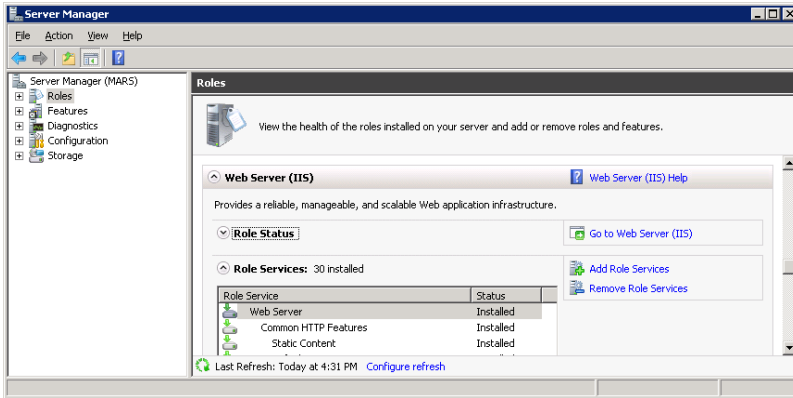 Server Manager
File Action View Help
Server Manager (MARS)
Roles
Features
Diagnostics
Configuration
Storage
Roles
View the health of the roles installed on your server and add or remove roles and features.
Web Server (IIS)
Web Server (IIS) Help
Provides a reliable, manageable, and scalable Web application infrastructure.
Role Status
Go to Web Server (IIS)
Role Services: 30 installed
Add Role Services
Remove Role Services
Role Service Status
Web Server Installed
Common HTTP Features Installed
Static Content Installed
Last Refresh: Today at 4:31 PM Configure refresh